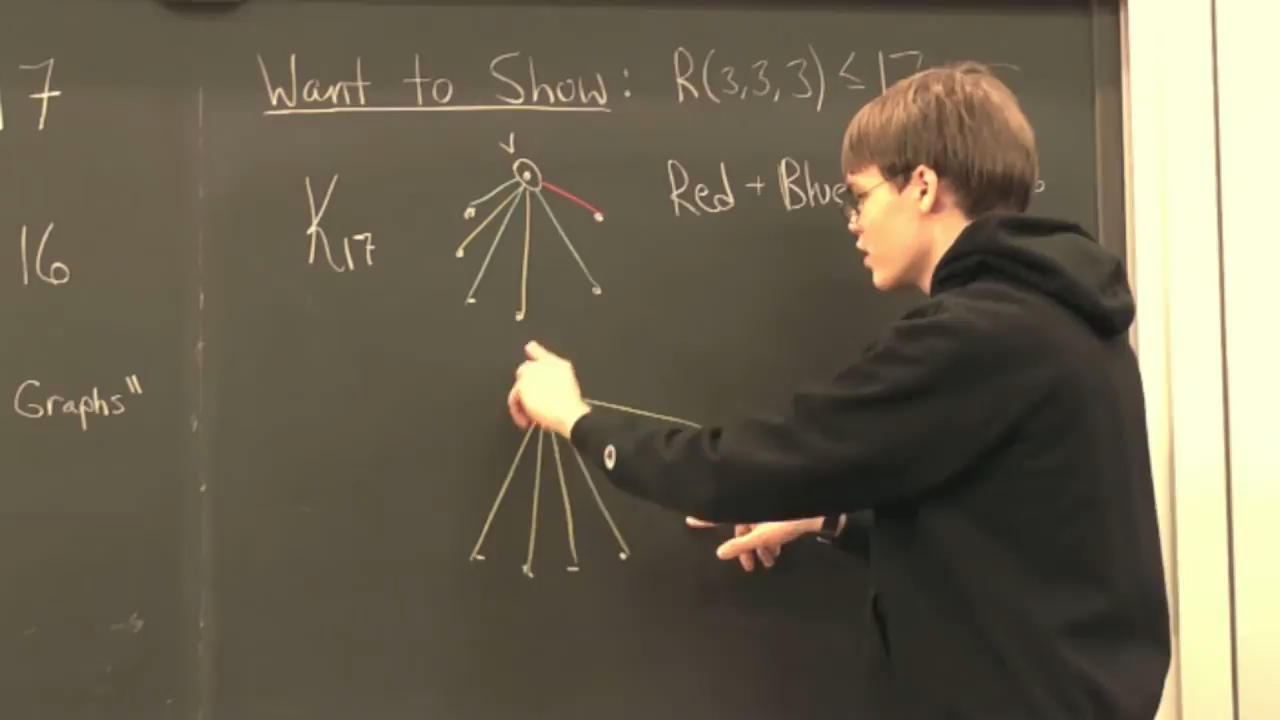 7
16
Graphs"
Want to Show: R(3,3,3) ≤ 17
v
K17
Red + Blue